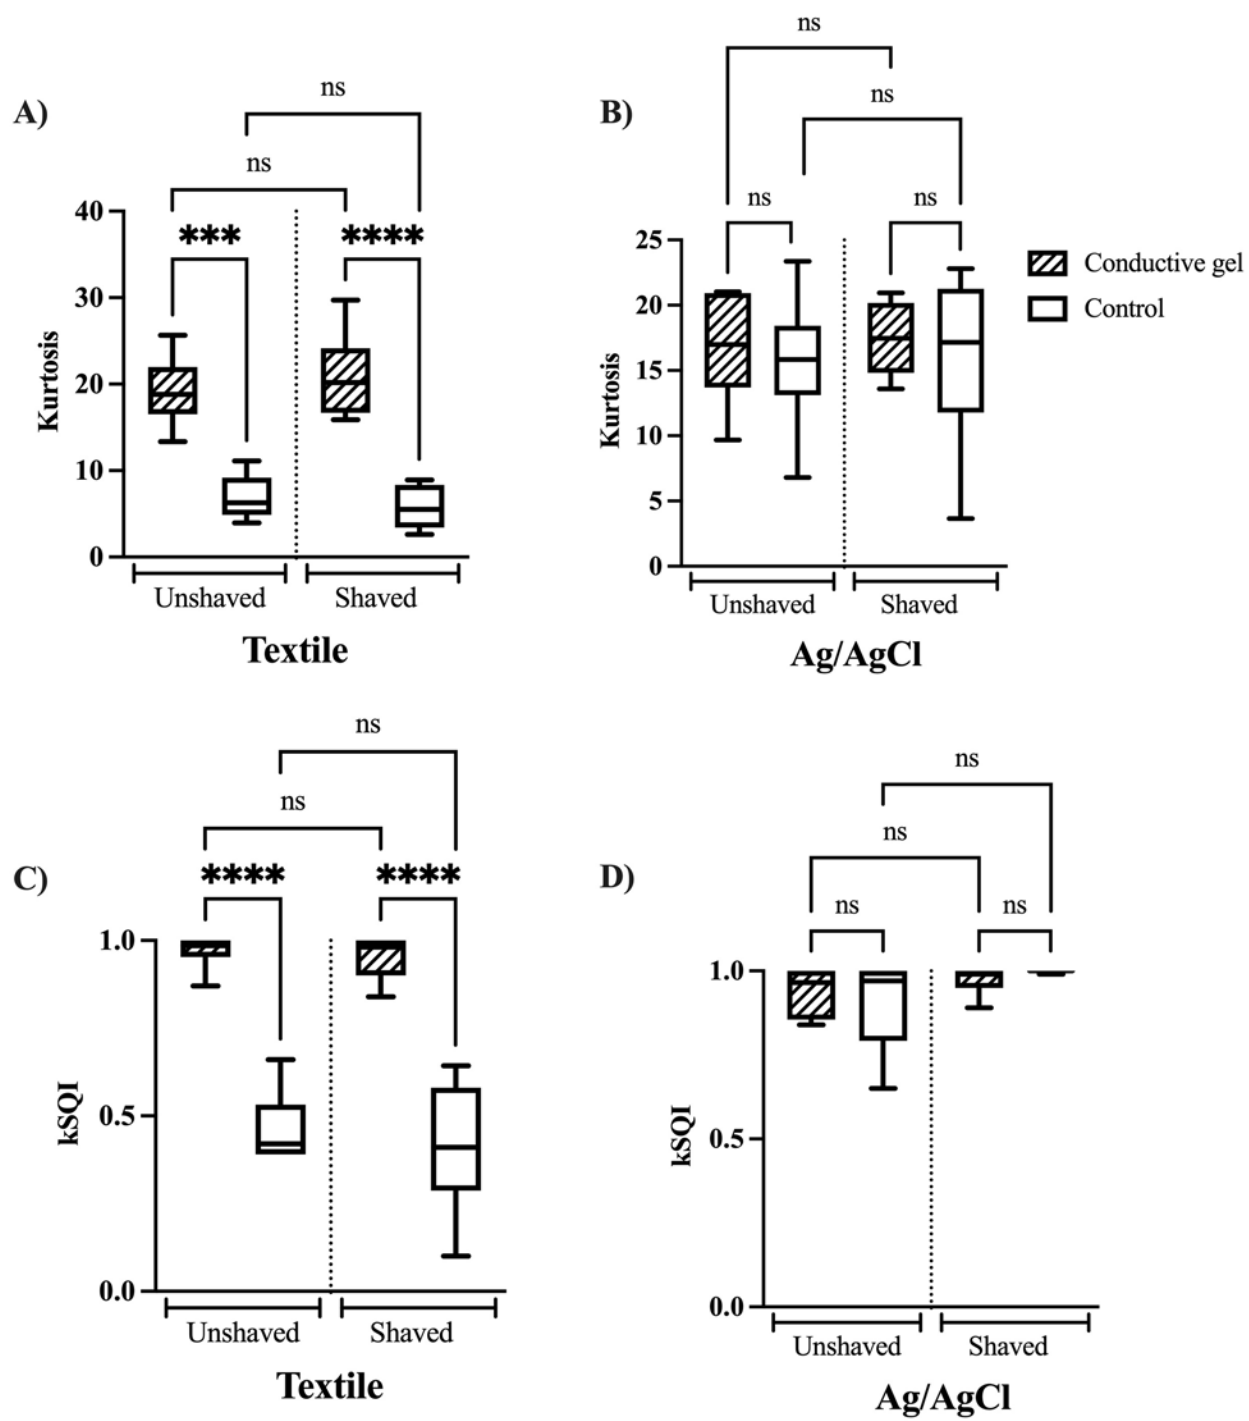 A)
ns
ns
***
****
40
30
20
10
0
Kurtosis
Unshaved
Shaved
Textile
B)
ns
ns
ns
ns
25
20
15
10
5
0
Kurtosis
Unshaved
Shaved
Ag/AgCl
Conductive gel
Control
C)
ns
ns
****
****
1.0
0.5
0.0
kSQI
Unshaved
Shaved
Textile
D)
ns
ns
ns
ns
1.0
0.5
0.0
kSQI
Unshaved
Shaved
Ag/AgCl